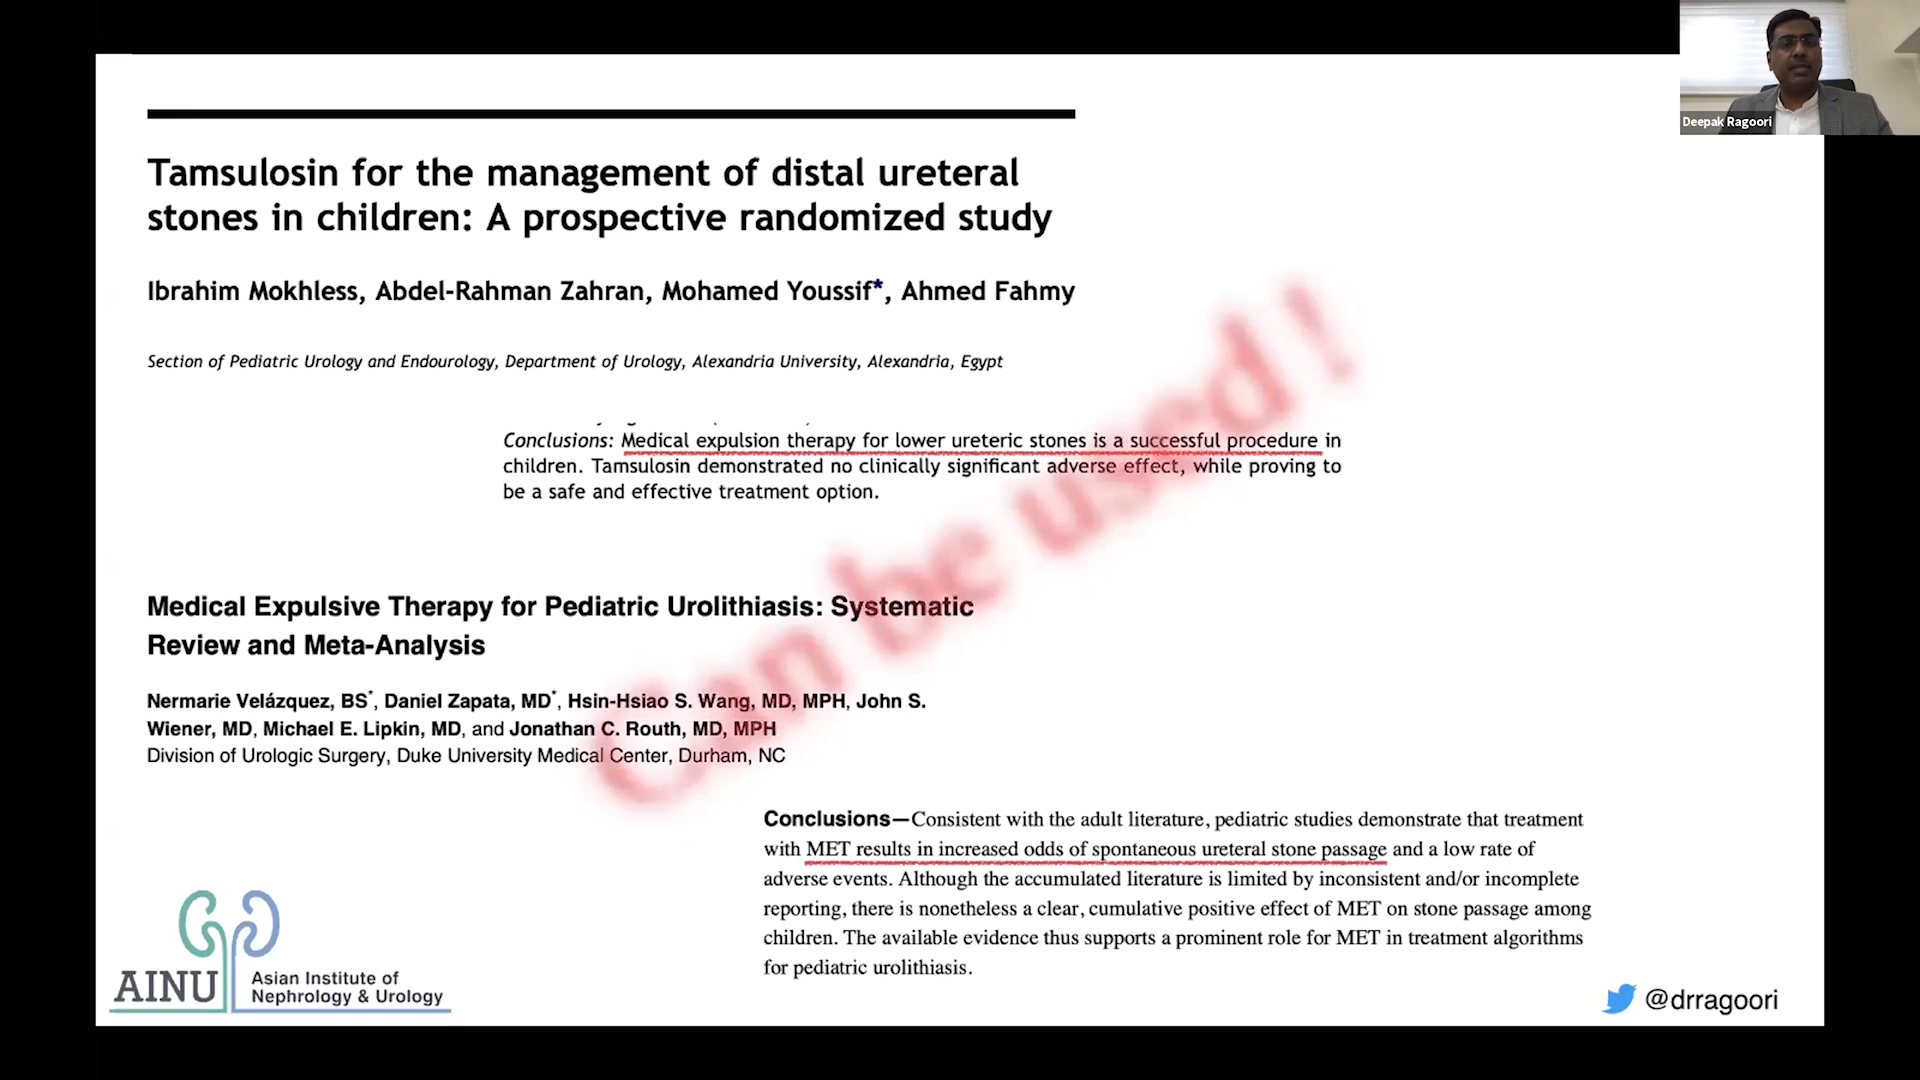 Deepak Ragoori
Tamsulosin for the management of distal ureteral
stones in children: A prospective randomized study
Ibrahim Mokhless, Abdel-Rahman Zahran, Mohamed Youssif*, Ahmed Fahmy
Section of Pediatric Urology and Endourology, Department of Urology, Alexandria University, Alexandria, Egypt
Conclusions: Medical expulsion therapy for lower ureteric stones is a successful procedure in
children. Tamsulosin demonstrated no clinically significant adverse effect, while proving to
be a safe and effective treatment option.
Can be used!
Medical Expulsive Therapy for Pediatric Urolithiasis: Systematic
Review and Meta-Analysis
Nermarie Velázquez, BS*, Daniel Zapata, MD*, Hsin-Hsiao S. Wang, MD, MPH, John S.
Wiener, MD, Michael E. Lipkin, MD, and Jonathan C. Routh, MD, MPH
Division of Urologic Surgery, Duke University Medical Center, Durham, NC
Conclusions—Consistent with the adult literature, pediatric studies demonstrate that treatment
with MET results in increased odds of spontaneous ureteral stone passage and a low rate of
adverse events. Although the accumulated literature is limited by inconsistent and/or incomplete
reporting, there is nonetheless a clear, cumulative positive effect of MET on stone passage among
children. The available evidence thus supports a prominent role for MET in treatment algorithms
for pediatric urolithiasis.
AINU
Asian Institute of
Nephrology & Urology
@drragoori